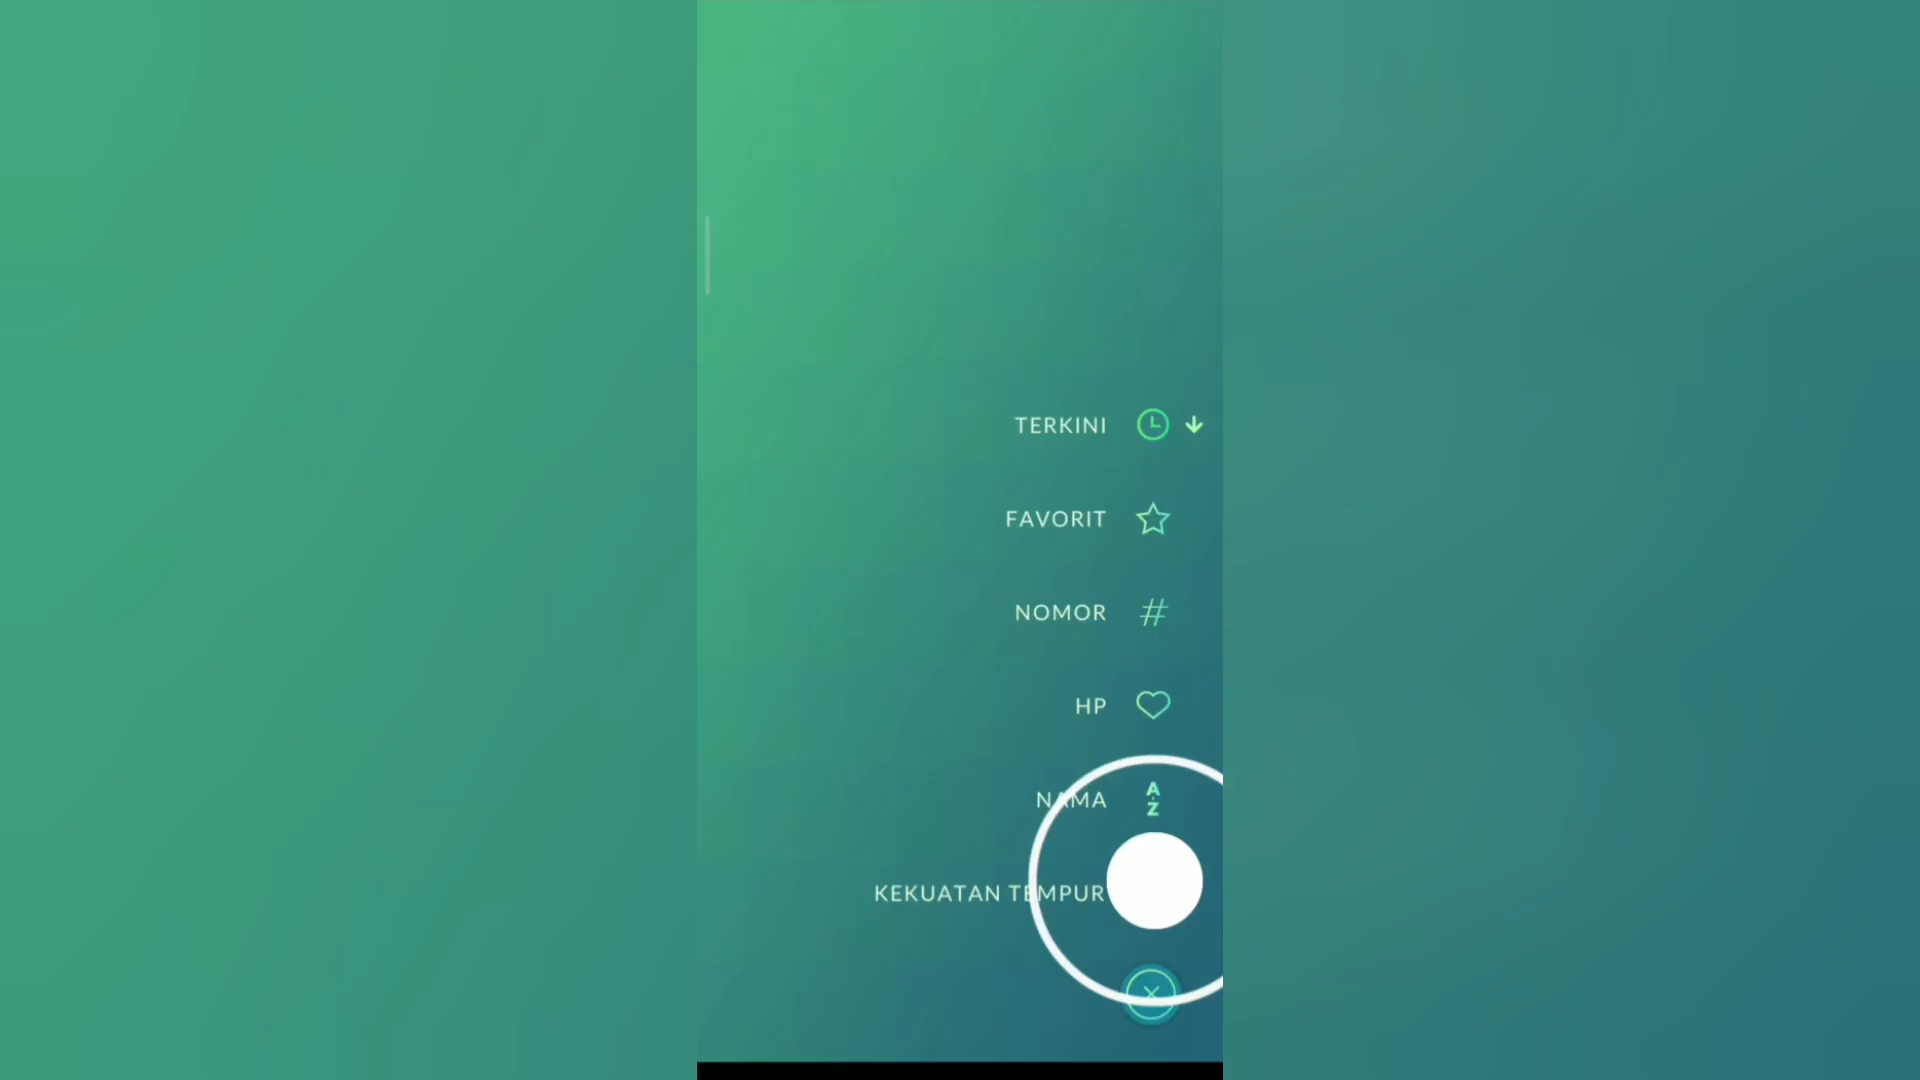 TERKINI
FAVORIT
NOMOR
#
HP
NAMA
A
Z
KEKUATAN TEMPUR